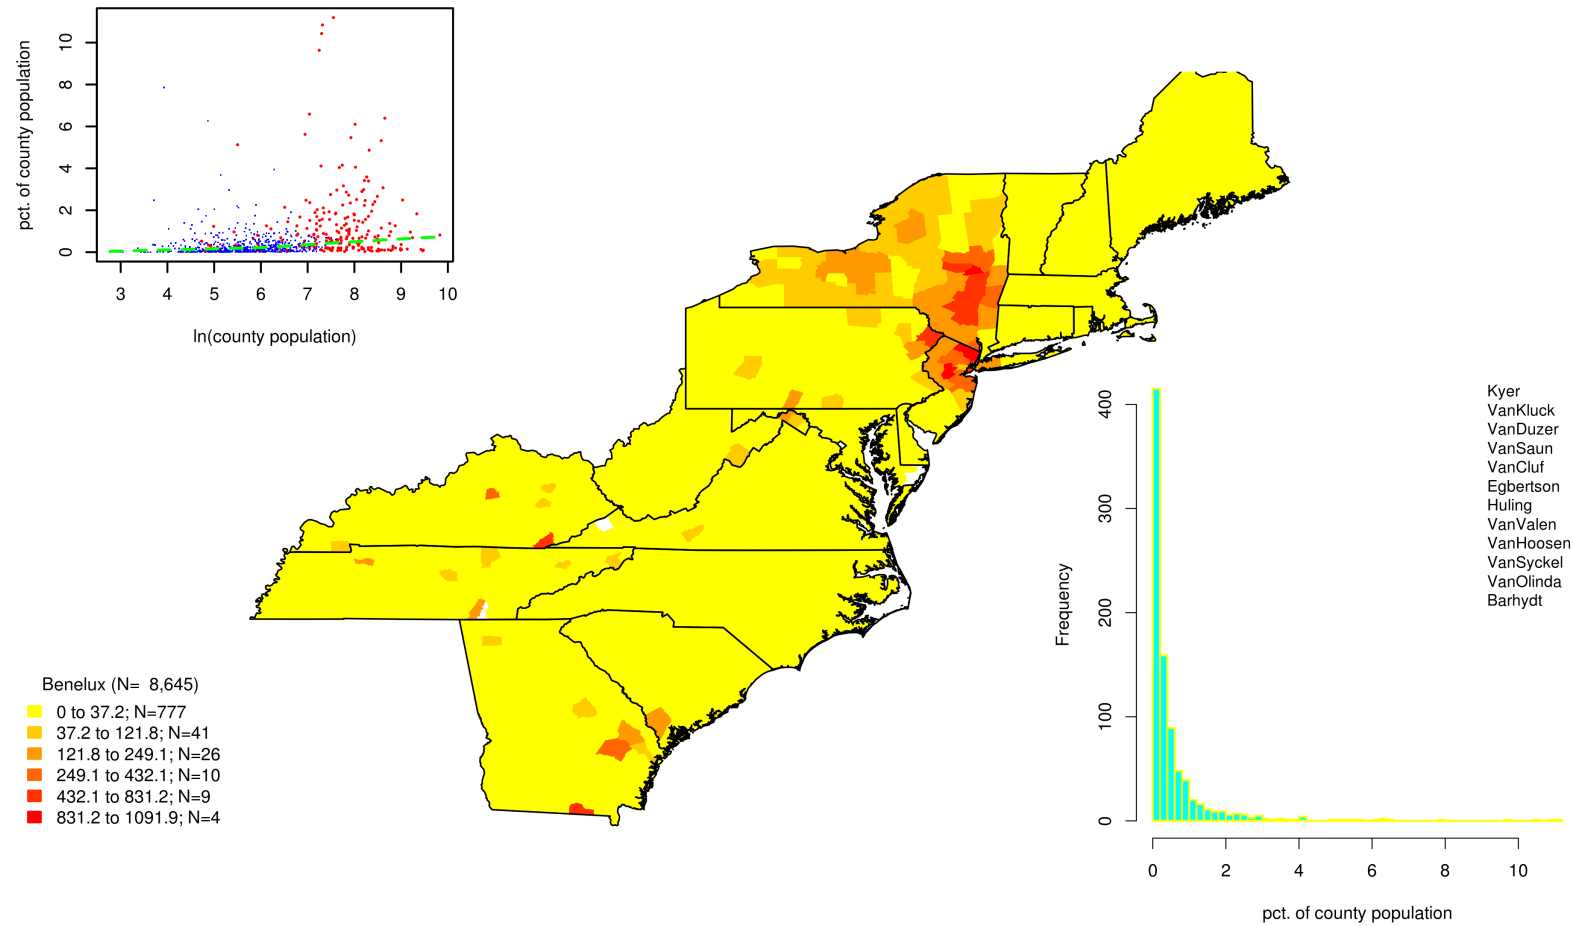 pct. of county population
10
8
6
4
2
0
3 4 5 6 7 8 9 10
ln(county population)
Kyer
VanKluck
VanDuzer
VanSaun
VanCluf
Egbertson
Huling
VanValen
VanHoosen
VanSyckel
VanOlinda
Barhydt
Benelux (N= 8,645)
0 to 37.2; N=777
37.2 to 121.8; N=41
121.8 to 249.1; N=26
249.1 to 432.1; N=10
432.1 to 831.2; N=9
831.2 to 1091.9; N=4
Frequency
400
300
200
100
0
0 2 4 6 8 10
pct. of county population